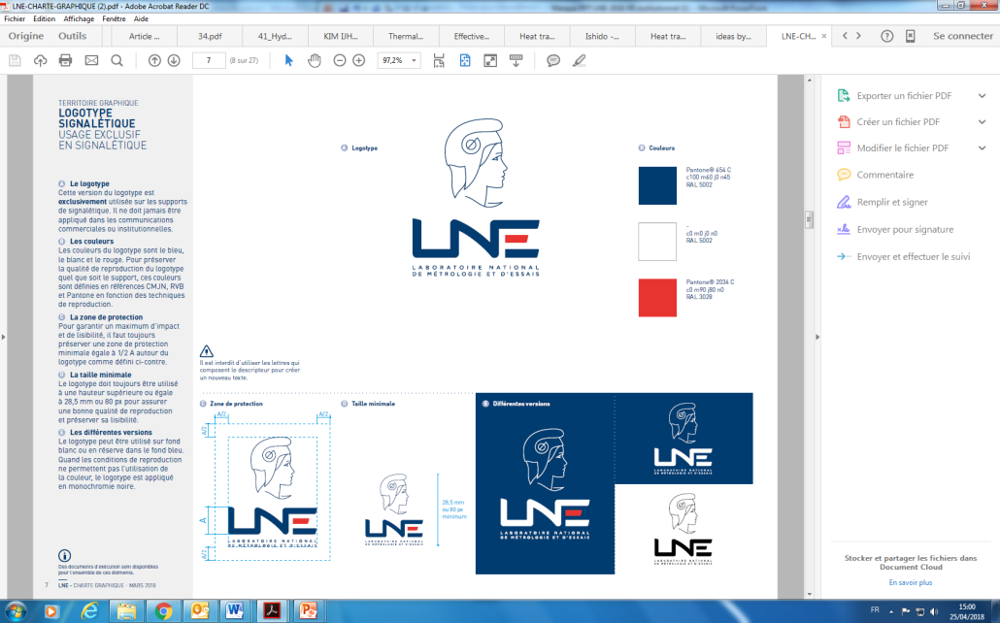 LNE-CHARTE-GRAPHIQUE (2).pdf - Adobe Acrobat Reader DC
Fichier Edition Affichage Fenêtre Aide
Origine Outils Article ... 34.pdf 41_Hyd... KIM IJH... Thermal... Effective... Heat tra... Ishido -... Heat tra... ideas by... LNE-CH... × Se connecter
7 (8 sur 27) 97,2%
TERRITOIRE GRAPHIQUE
LOGOTYPE
SIGNALÉTIQUE
USAGE EXCLUSIF
EN SIGNALÉTIQUE
A Le logotype
Cette version du logotype est
exclusivement utilisée sur les supports
de signalétique. Il ne doit jamais être
appliqué dans les communications
commerciales ou institutionnelles.
B Les couleurs
Les couleurs du logotype sont le bleu,
le blanc et le rouge. Pour préserver
la qualité de reproduction du logotype
quel que soit le support, ces couleurs
sont définies en références CMJN, RVB
et Pantone en fonction des techniques
de reproduction.
C La zone de protection
Pour garantir un maximum d'impact
et de lisibilité, il faut toujours
préserver une zone de protection
minimale égale à 1/2 A autour du
logotype comme défini ci-contre.
D La taille minimale
Le logotype doit toujours être utilisé
à une hauteur supérieure ou égale
à 28,5 mm ou 80 px pour assurer
une bonne qualité de reproduction
et préserver sa lisibilité.
E Les différentes versions
Le logotype peut être utilisé sur fond
blanc ou en réserve dans le fond bleu.
Quand les conditions de reproduction
ne permettent pas l'utilisation de
la couleur, le logotype est appliqué
en monochromie noire.
Des documents d'exécution sont disponibles
pour l'ensemble de ces éléments.
7 LNE - CHARTE GRAPHIQUE - MARS 2018
A Logotype
LNE
LABORATOIRE NATIONAL
DE MÉTROLOGIE ET D'ESSAIS
B Couleurs
Pantone® 654 C
c100 m60 j0 n45
RAL 5002
-
c0 m0 j0 n0
RAL 5002
Pantone® 2034 C
c0 m90 j80 n0
RAL 3028
Il est interdit d'utiliser les lettres qui
composent le descripteur pour créer
un nouveau texte.
C Zone de protection
A/2 A/2
A/2
A
A/2
LNE
LABORATOIRE NATIONAL
DE MÉTROLOGIE ET D'ESSAIS
D Taille minimale
28,5 mm
ou 80 px
minimum
LNE
LABORATOIRE NATIONAL
DE MÉTROLOGIE ET D'ESSAIS
E Différentes versions
LNE
LABORATOIRE NATIONAL
DE MÉTROLOGIE ET D'ESSAIS
LNE
LABORATOIRE NATIONAL
DE MÉTROLOGIE ET D'ESSAIS
LNE
LABORATOIRE NATIONAL
DE MÉTROLOGIE ET D'ESSAIS
Exporter un fichier PDF
Créer un fichier PDF
Modifier le fichier PDF
Commentaire
Remplir et signer
Envoyer pour signature
Envoyer et effectuer le suivi
Stocker et partager les fichiers dans
Document Cloud
En savoir plus
FR
15:00
25/04/2018